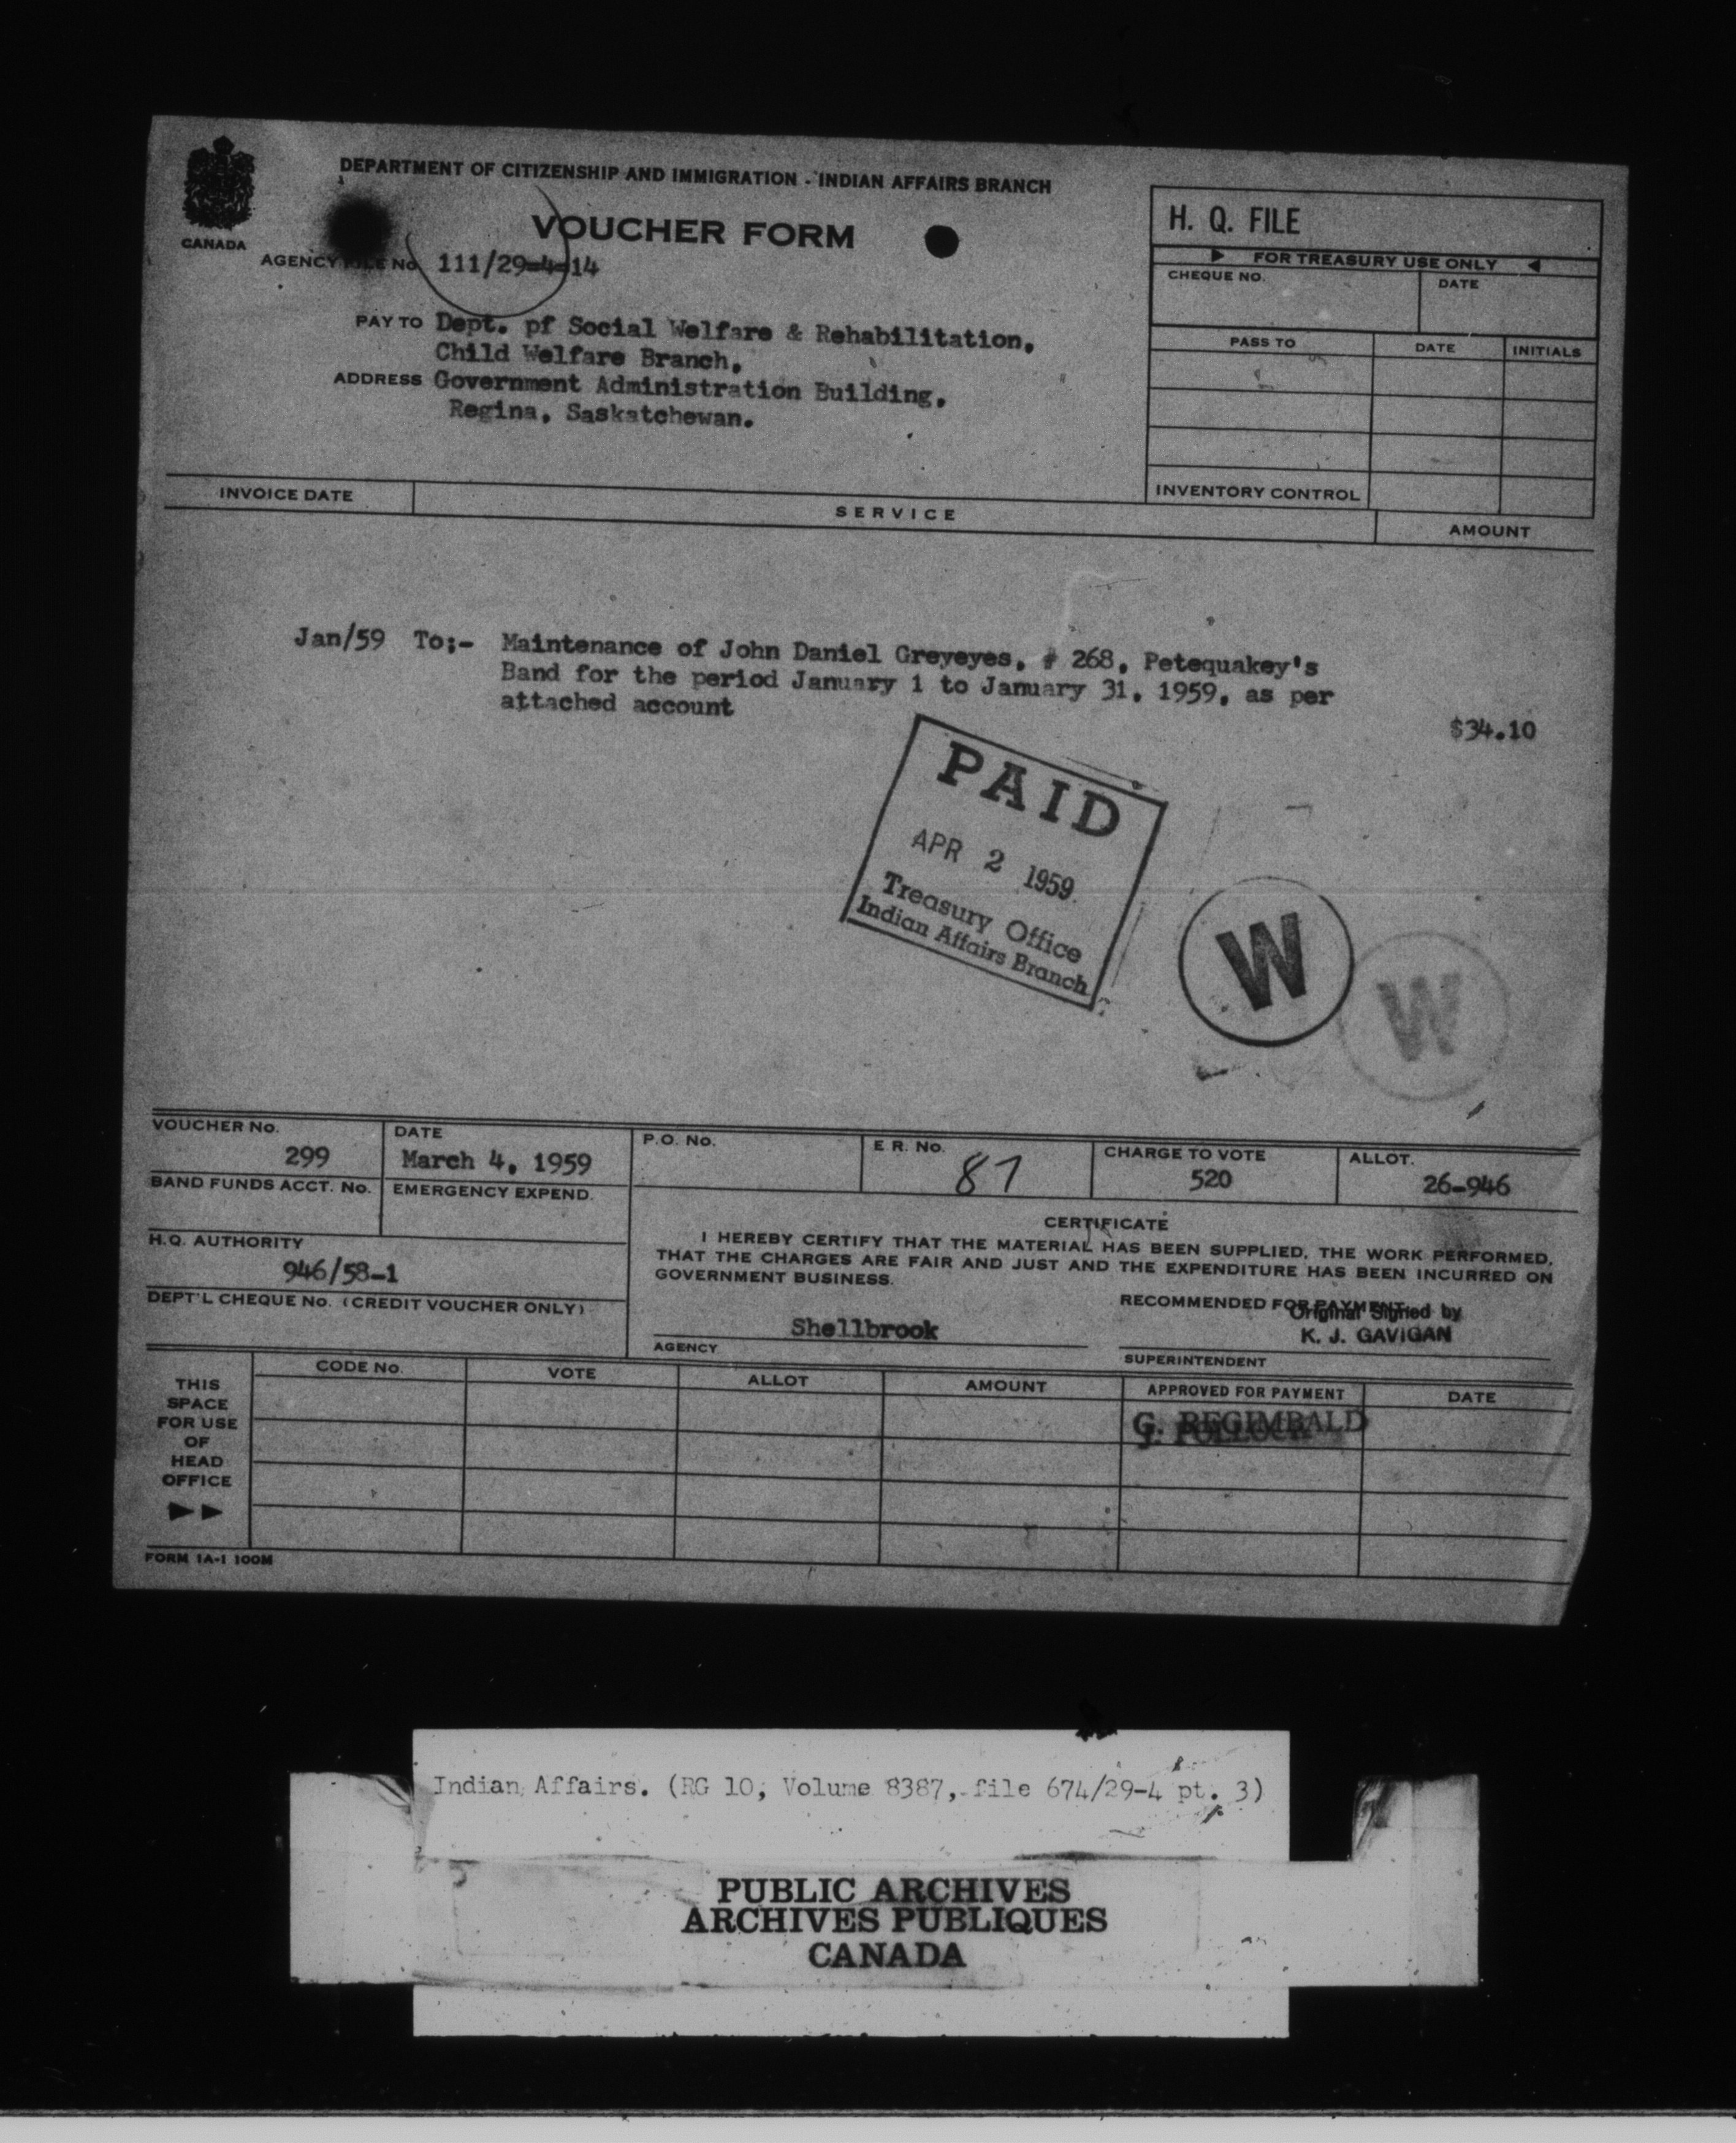 DEPARTMENT OF CITIZENSHIP AND IMMIGRATION - INDIAN AFFAIRS BRANCH
CANADA
VOUCHER FORM
AGENCY FILE No. 111/29-4-14
PAY TO Dept. pf Social Welfare & Rehabilitation,
Child Welfare Branch,
ADDRESS Government Administration Building,
Regina, Saskatchewan.
H. Q. FILE
FOR TREASURY USE ONLY
CHEQUE NO. DATE
PASS TO DATE INITIALS
INVENTORY CONTROL
INVOICE DATE SERVICE AMOUNT
Jan/59 To;- Maintenance of John Daniel Greyeyes, # 268, Petequakey's
Band for the period January 1 to January 31, 1959, as per
attached account $34.10
PAID
APR 2 1959
Treasury Office
Indian Affairs Branch
W
W
VOUCHER No. 299
DATE March 4, 1959
P.O. No.
E R. No. 87
CHARGE TO VOTE 520
ALLOT. 26-946
BAND FUNDS ACCT. No. EMERGENCY EXPEND.
H.Q. AUTHORITY
946/58-1
DEPT'L CHEQUE No. (CREDIT VOUCHER ONLY)
CERTIFICATE
I HEREBY CERTIFY THAT THE MATERIAL HAS BEEN SUPPLIED, THE WORK PERFORMED,
THAT THE CHARGES ARE FAIR AND JUST AND THE EXPENDITURE HAS BEEN INCURRED ON
GOVERNMENT BUSINESS.
RECOMMENDED FOR PAYMENT
Original Signed by
K. J. GAVIGAN
Shellbrook
AGENCY
SUPERINTENDENT
THIS
SPACE
FOR USE
OF
HEAD
OFFICE
CODE No. VOTE ALLOT AMOUNT APPROVED FOR PAYMENT DATE
G. REGIMBALD
J. POLLOCK
FORM 1A-1 100M
Indian Affairs. (RG 10, Volume 8387, file 674/29-4 pt. 3)
PUBLIC ARCHIVES
ARCHIVES PUBLIQUES
CANADA